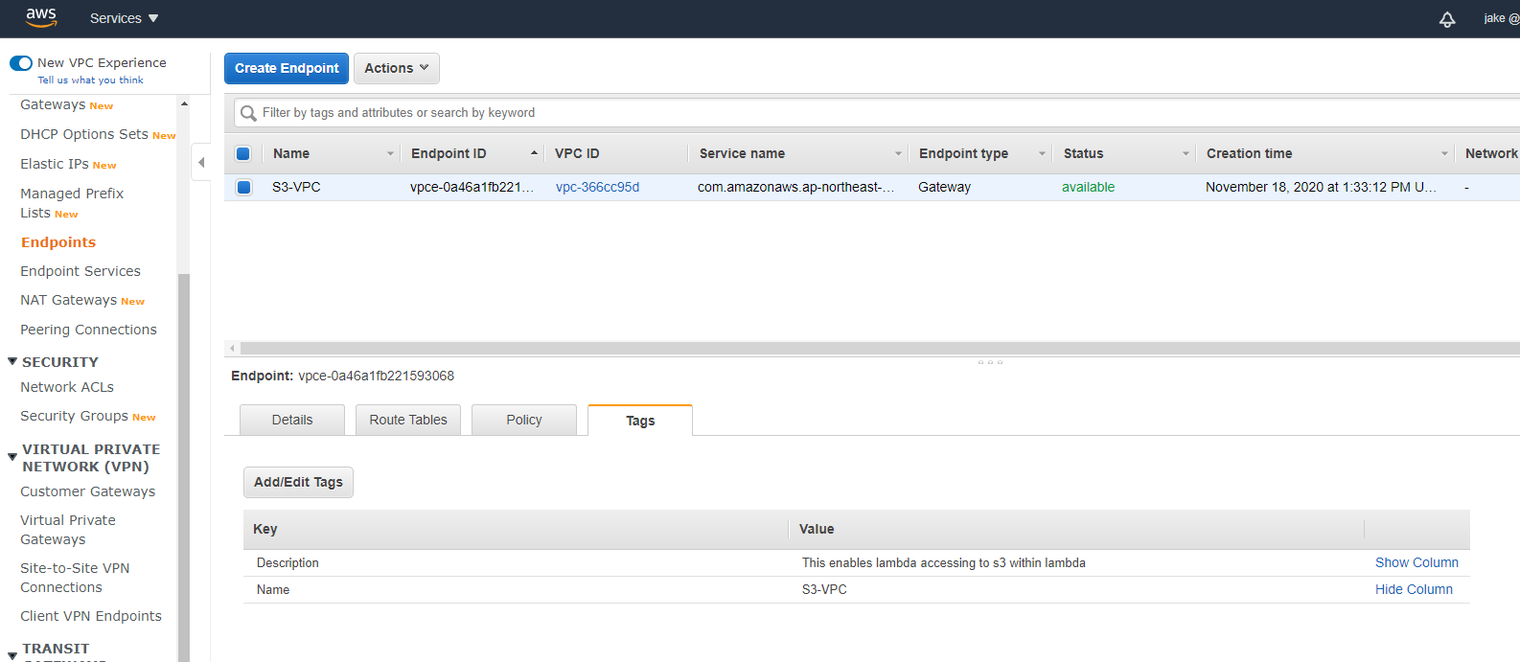 aws
Services
jake @
New VPC Experience
Tell us what you think
Gateways New
DHCP Options Sets New
Elastic IPs New
Managed Prefix
Lists New
Endpoints
Endpoint Services
NAT Gateways New
Peering Connections
SECURITY
Network ACLs
Security Groups New
VIRTUAL PRIVATE
NETWORK (VPN)
Customer Gateways
Virtual Private
Gateways
Site-to-Site VPN
Connections
Client VPN Endpoints
TRANSIT
Create Endpoint
Actions
Filter by tags and attributes or search by keyword
Name Endpoint ID VPC ID Service name Endpoint type Status Creation time Network
S3-VPC vpce-0a46a1fb221... vpc-366cc95d com.amazonaws.ap-northeast-... Gateway available November 18, 2020 at 1:33:12 PM U... -
Endpoint: vpce-0a46a1fb221593068
Details Route Tables Policy Tags
Add/Edit Tags
Key Value
Description This enables lambda accessing to s3 within lambda Show Column
Name S3-VPC Hide Column